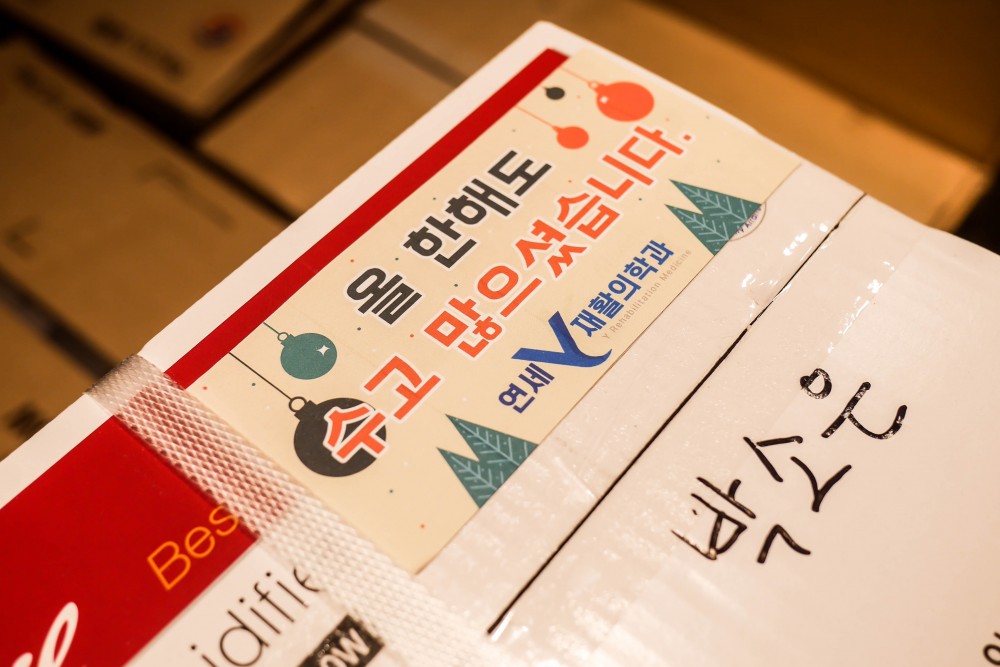 올 한해도
수고 많으셨습니다.
연세 Y 재활의학과
Y Rehabilitation Medicine
박소은
Bes
idifie